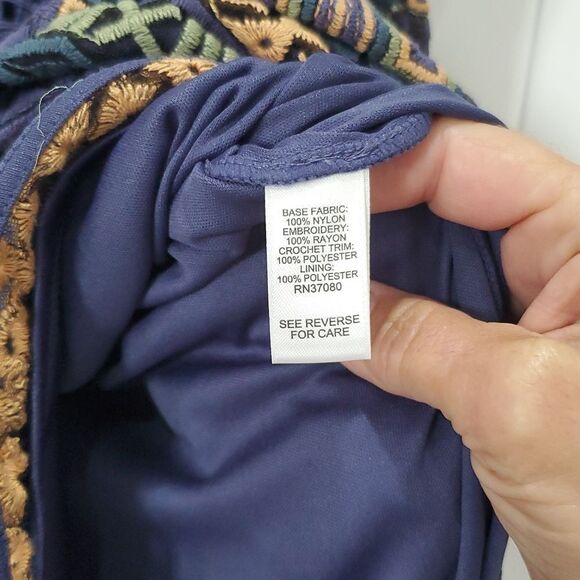 BASE FABRIC:
100% NYLON
EMBROIDERY:
100% RAYON
CROCHET TRIM:
100% POLYESTER
LINING:
100% POLYESTER
RN37080
SEE REVERSE
FOR CARE